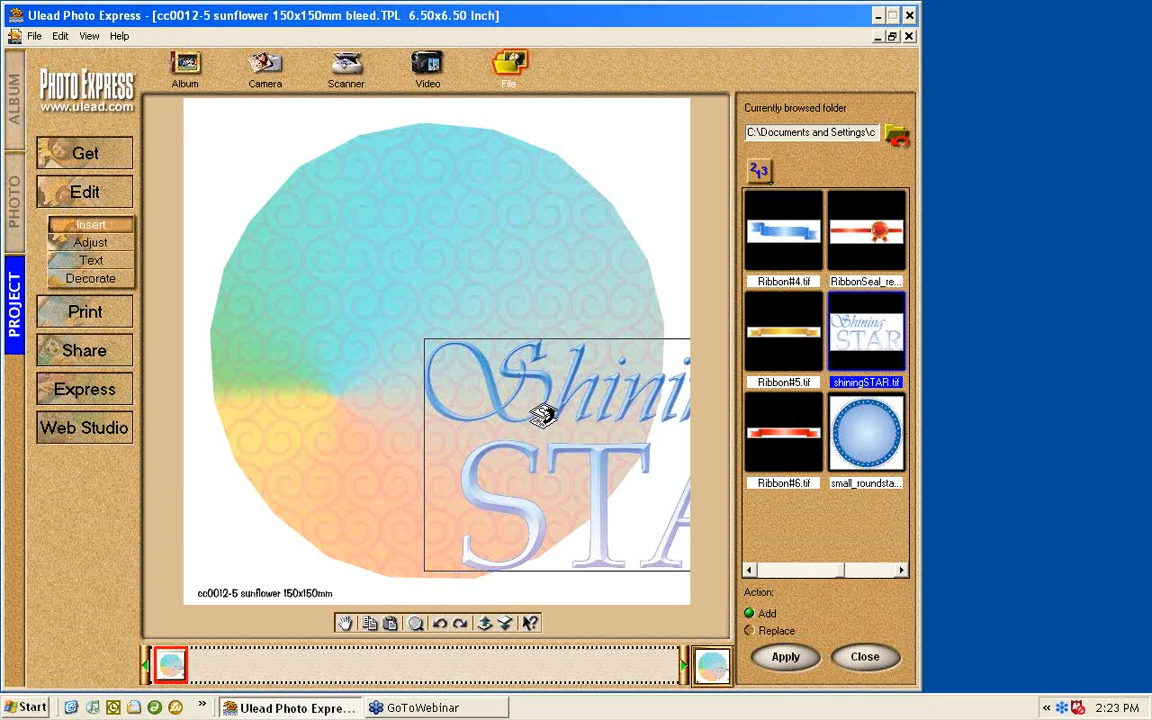 Ulead Photo Express - [cc0012-5 sunflower 150x150mm bleed.TPL 6.50x6.50 Inch]
File Edit View Help
ALBUM
PHOTO
PROJECT
PHOTO EXPRESS
www.ulead.com
Get
Edit
Insert
Adjust
Text
Decorate
Print
Share
Express
Web Studio
Album Camera Scanner Video File
Shinin
STA
cc0012-5 sunflower 150x150mm
Currently browsed folder
C:\Documents and Settings\c
213
Ribbon#4.tif RibbonSeal_re...
Shining
STAR
Ribbon#5.tif shiningSTAR.tif
Ribbon#6.tif small_roundsta...
Action:
Add
Replace
Apply Close
Start » Ulead Photo Expre... GoToWebinar « 2:23 PM